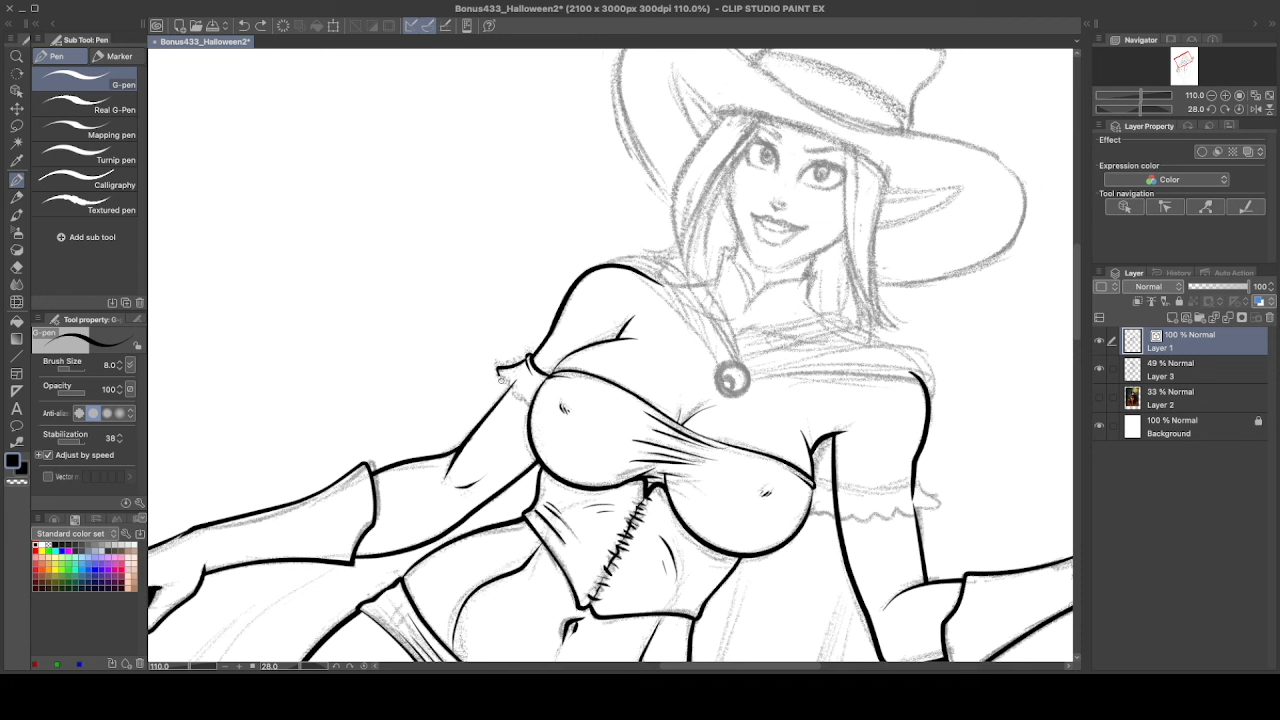 Bonus433_Halloween2* (2100 x 3000px 300dpi 110.0%) - CLIP STUDIO PAINT EX
Sub Tool: Pen
Bonus433_Halloween2*
Navigator
Pen
Marker
G-pen
Real G-Pen
Mapping pen
Turnip pen
Calligraphy
Textured pen
Add sub tool
110.0
28.0
Layer Property
Effect
Expression color
Color
Tool navigation
Layer
History
Auto Action
Normal
100
100 % Normal
Layer 1
49 % Normal
Layer 3
33 % Normal
Layer 2
100 % Normal
Background
Tool property: G-
G-pen
Brush Size
8.0
Opacity
100
Anti-alia
Stabilization
38
Adjust by speed
Vector
Standard color set
110.0
28.0